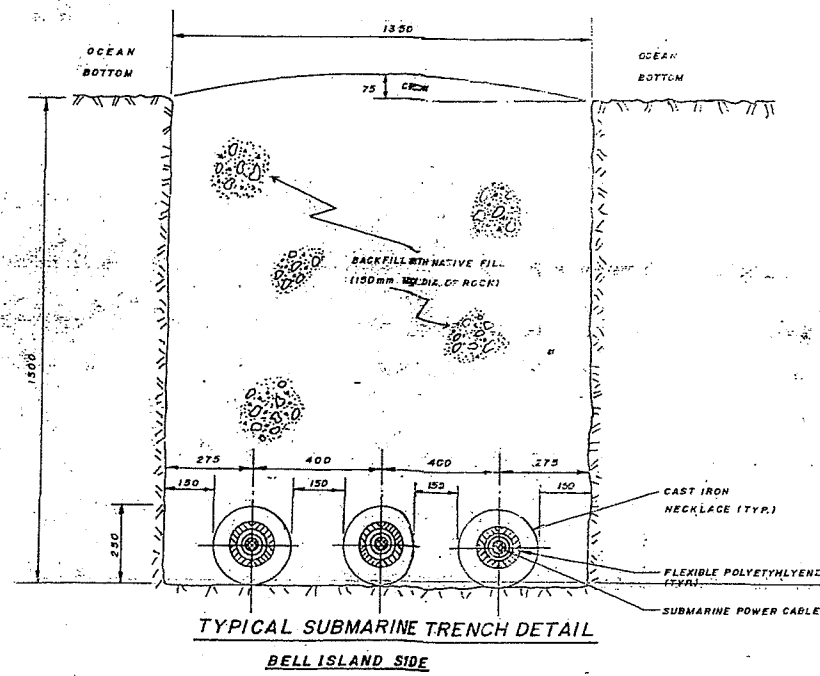 1350
OCEAN
BOTTOM
OCEAN
BOTTOM
75
BACKFILL WITH NATIVE FILL
(150mm DIA. OF ROCK)
1500
275 400 400 275
150 150 150 150
250
CAST IRON
NECKLACE (TYP.)
FLEXIBLE POLYETYHLYENE
(TYP.)
SUBMARINE POWER CABLE
TYPICAL SUBMARINE TRENCH DETAIL
BELL ISLAND SIDE